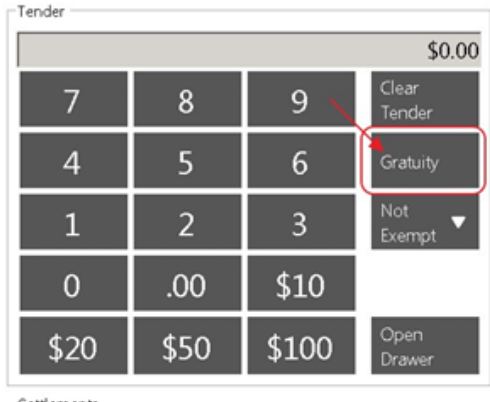 Tender
$0.00
7 8 9 Clear
Tender
4 5 6 Gratuity
1 2 3 Not
Exempt
0 .00 $10
$20 $50 $100 Open
Drawer